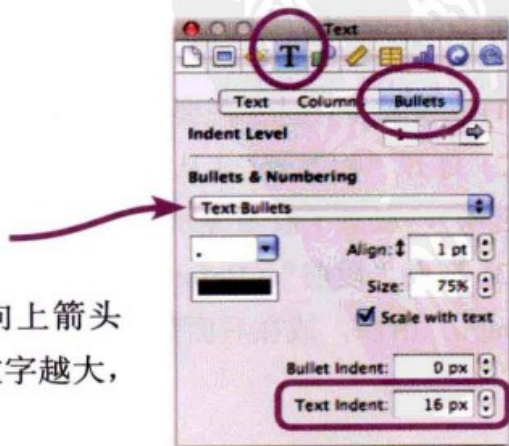 Text
T
Text Columns Bullets
Indent Level
Bullets & Numbering
Text Bullets
. Align: 1 pt
Size: 75%
Scale with text
Bullet Indent: 0 px
Text Indent: 16 px
向上箭头
字越大，